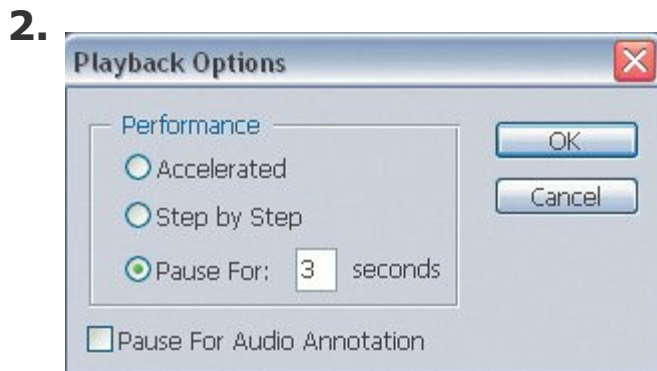 2.
Playback Options
Performance
OK
Accelerated
Cancel
Step by Step
Pause For: 3 seconds
Pause For Audio Annotation